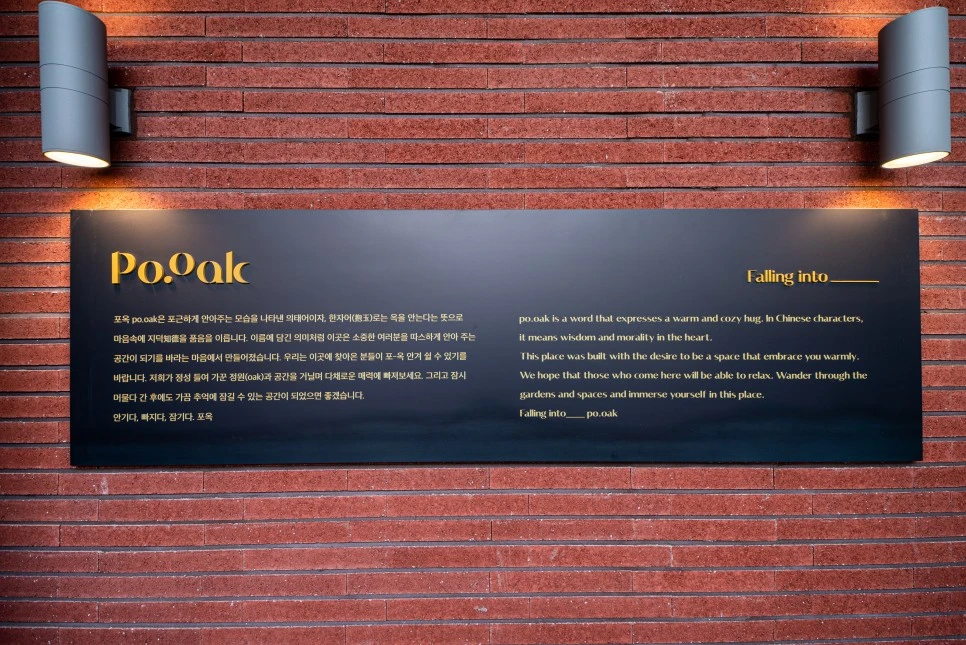 Po.oak
Falling into______
포옥 po.oak은 포근하게 안아주는 모습을 나타낸 의태어이자, 한자어(抱玉)로는 옥을 안는다는 뜻으로
마음속에 지덕知德을 품음을 이릅니다. 이름에 담긴 의미처럼 이곳은 소중한 여러분을 따스하게 안아 주는
공간이 되기를 바라는 마음에서 만들어졌습니다. 우리는 이곳에 찾아온 분들이 포-옥 안겨 쉴 수 있기를
바랍니다. 저희가 정성 들여 가꾼 정원(oak)과 공간을 거닐며 다채로운 매력에 빠져보세요. 그리고 잠시
머물다 간 후에도 가끔 추억에 잠길 수 있는 공간이 되었으면 좋겠습니다.
안기다, 빠지다, 잠기다. 포옥
po.oak is a word that expresses a warm and cozy hug. In Chinese characters,
it means wisdom and morality in the heart.
This place was built with the desire to be a space that embrace you warmly.
We hope that those who come here will be able to relax. Wander through the
gardens and spaces and immerse yourself in this place.
Falling into___ po.oak